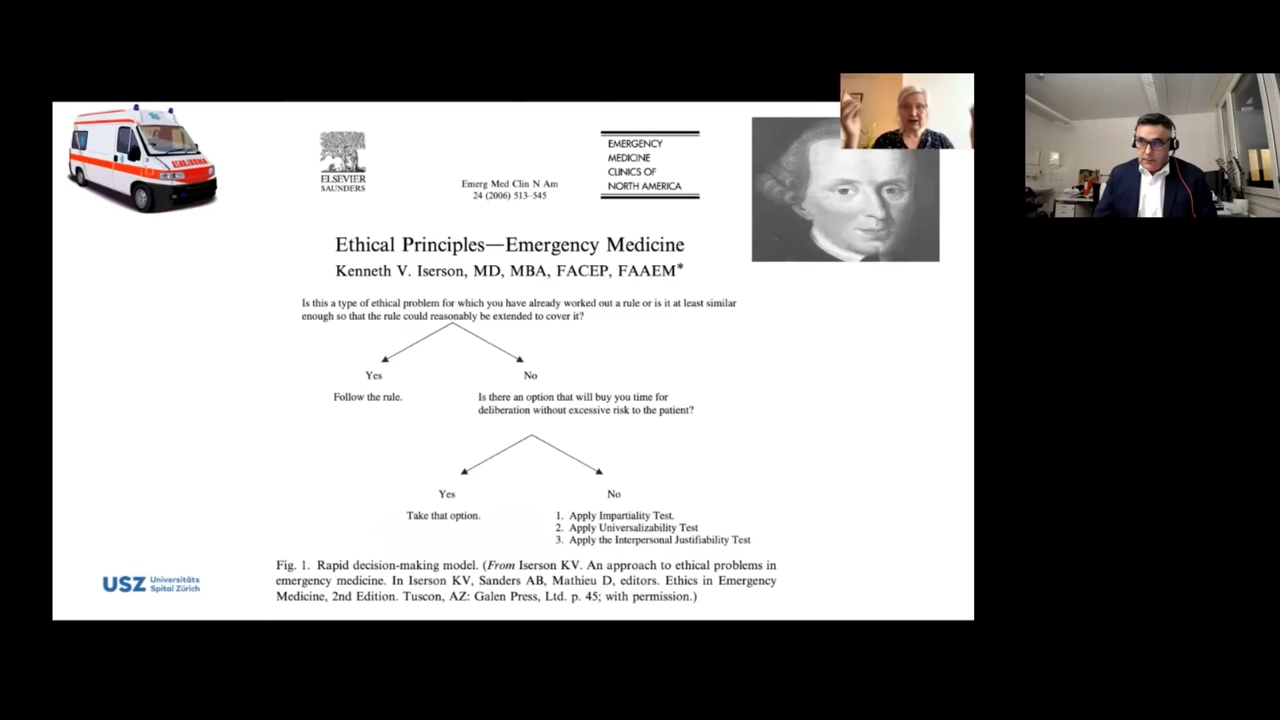 AMBULANZA
ELSEVIER
SAUNDERS
Emerg Med Clin N Am
24 (2006) 513–545
EMERGENCY
MEDICINE
CLINICS OF
NORTH AMERICA
Ethical Principles—Emergency Medicine
Kenneth V. Iserson, MD, MBA, FACEP, FAAEM*
Is this a type of ethical problem for which you have already worked out a rule or is it at least similar
enough so that the rule could reasonably be extended to cover it?
Yes
No
Follow the rule.
Is there an option that will buy you time for
deliberation without excessive risk to the patient?
Yes
No
Take that option.
1. Apply Impartiality Test.
2. Apply Universalizability Test
3. Apply the Interpersonal Justifiability Test
Fig. 1. Rapid decision-making model. (From Iserson KV. An approach to ethical problems in
emergency medicine. In Iserson KV, Sanders AB, Mathieu D, editors. Ethics in Emergency
Medicine, 2nd Edition. Tuscon, AZ: Galen Press, Ltd. p. 45; with permission.)
USZ Universitäts
Spital Zürich